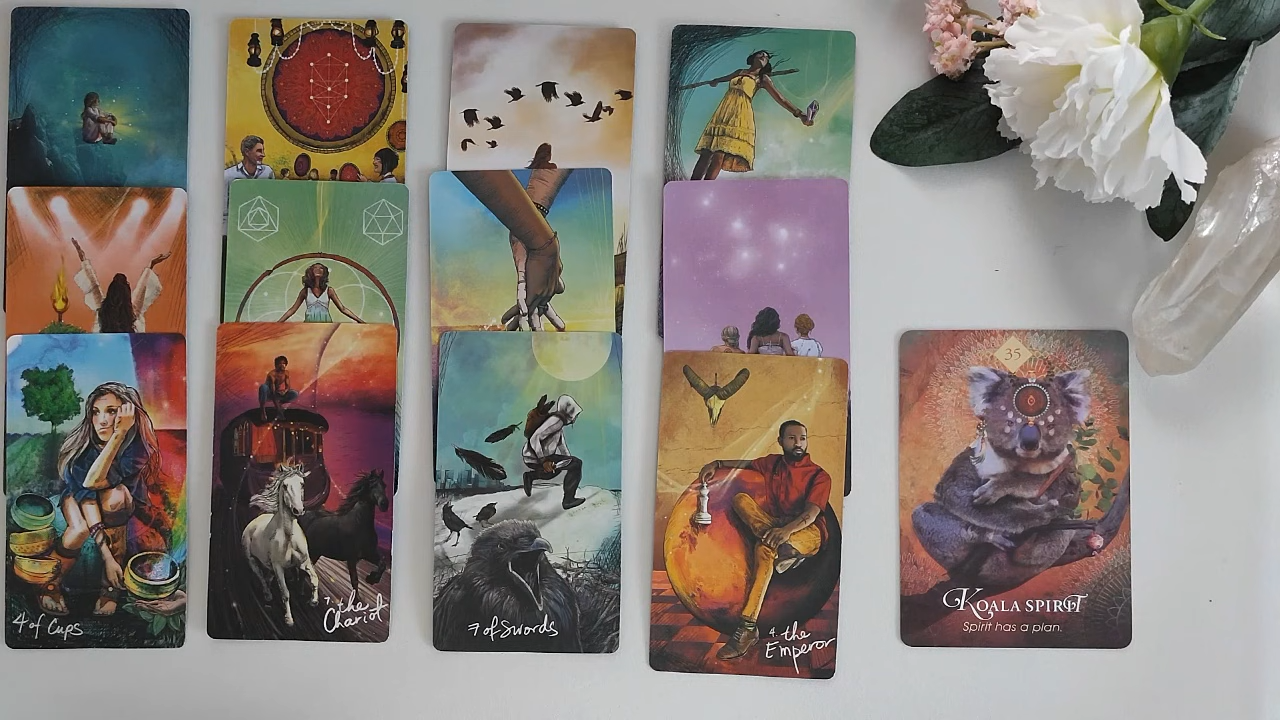 4 of Cups
7. the
Chariot
7 of Swords
4. the
Emperor
35
KOALA SPIRIT
Spirit has a plan.